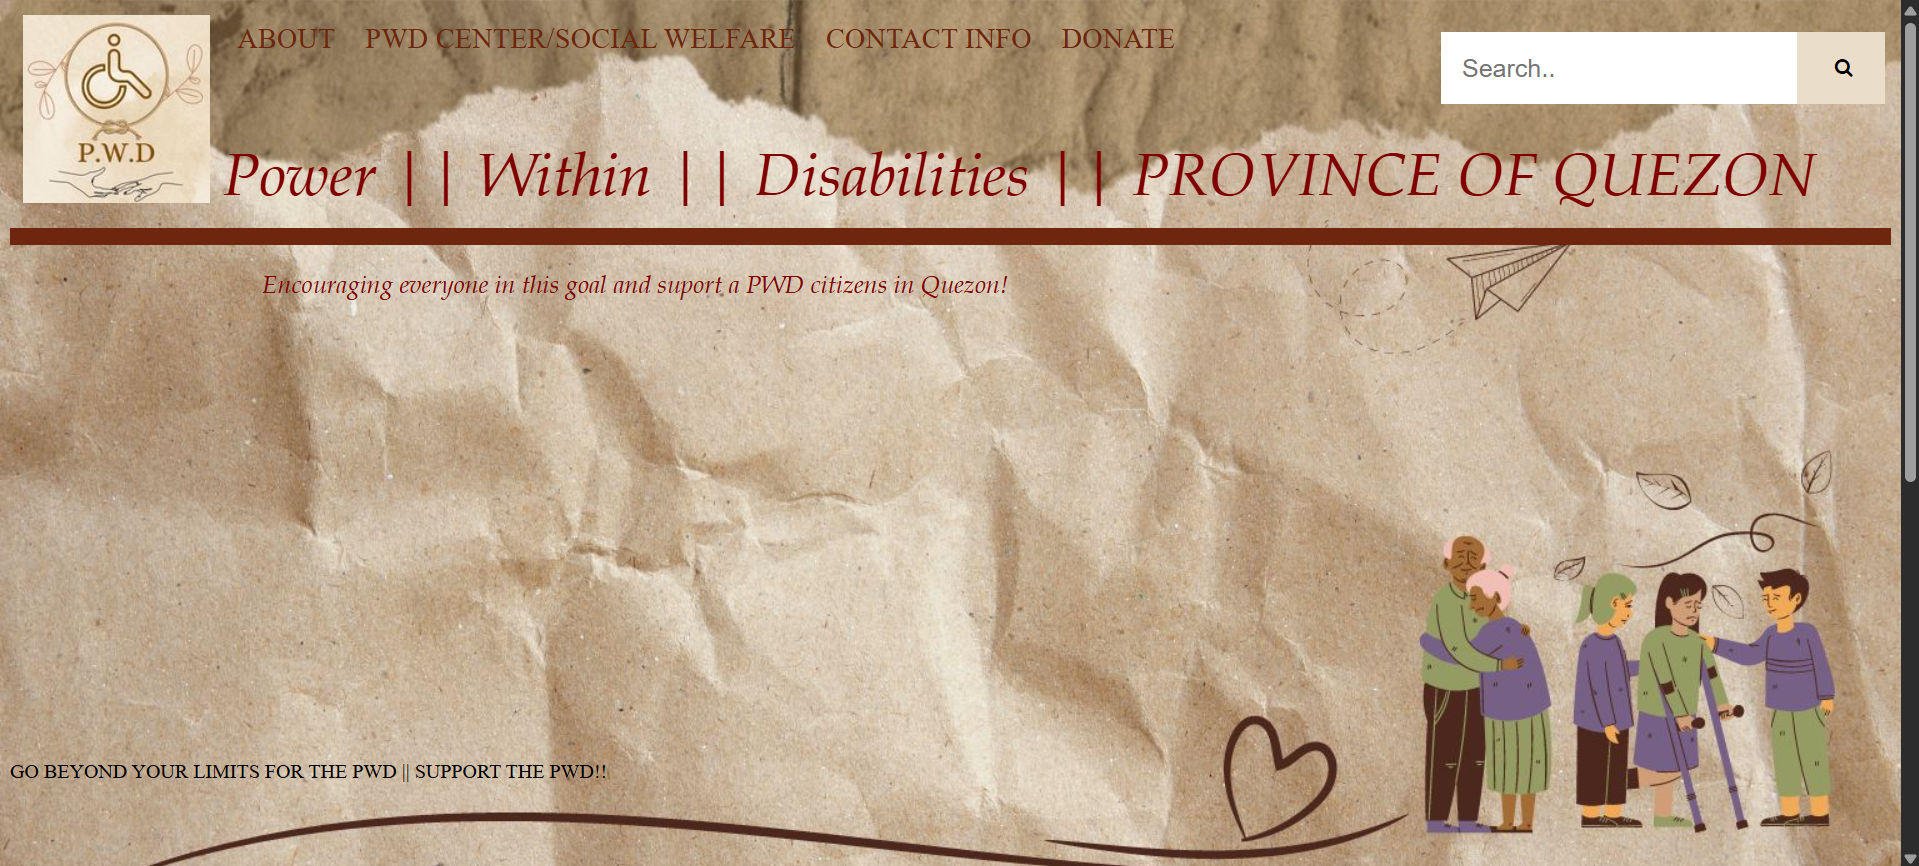 ABOUT PWD CENTER/SOCIAL WELFARE CONTACT INFO DONATE
Search..
P.W.D
Power || Within || Disabilities || PROVINCE OF QUEZON
Encouraging everyone in this goal and suport a PWD citizens in Quezon!
GO BEYOND YOUR LIMITS FOR THE PWD || SUPPORT THE PWD!!